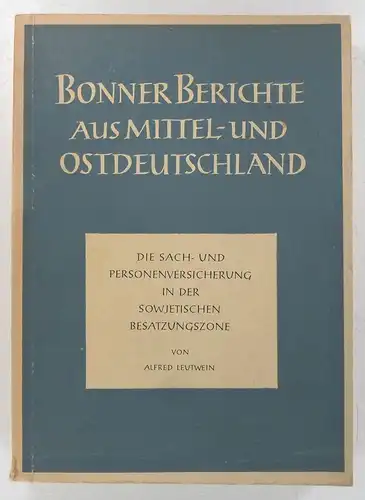 BONNER BERICHTE
AUS MITTEL- UND
OSTDEUTSCHLAND
DIE SACH- UND
PERSONENVERSICHERUNG
IN DER
SOWJETISCHEN
BESATZUNGSZONE
VON
ALFRED LEUTWEIN